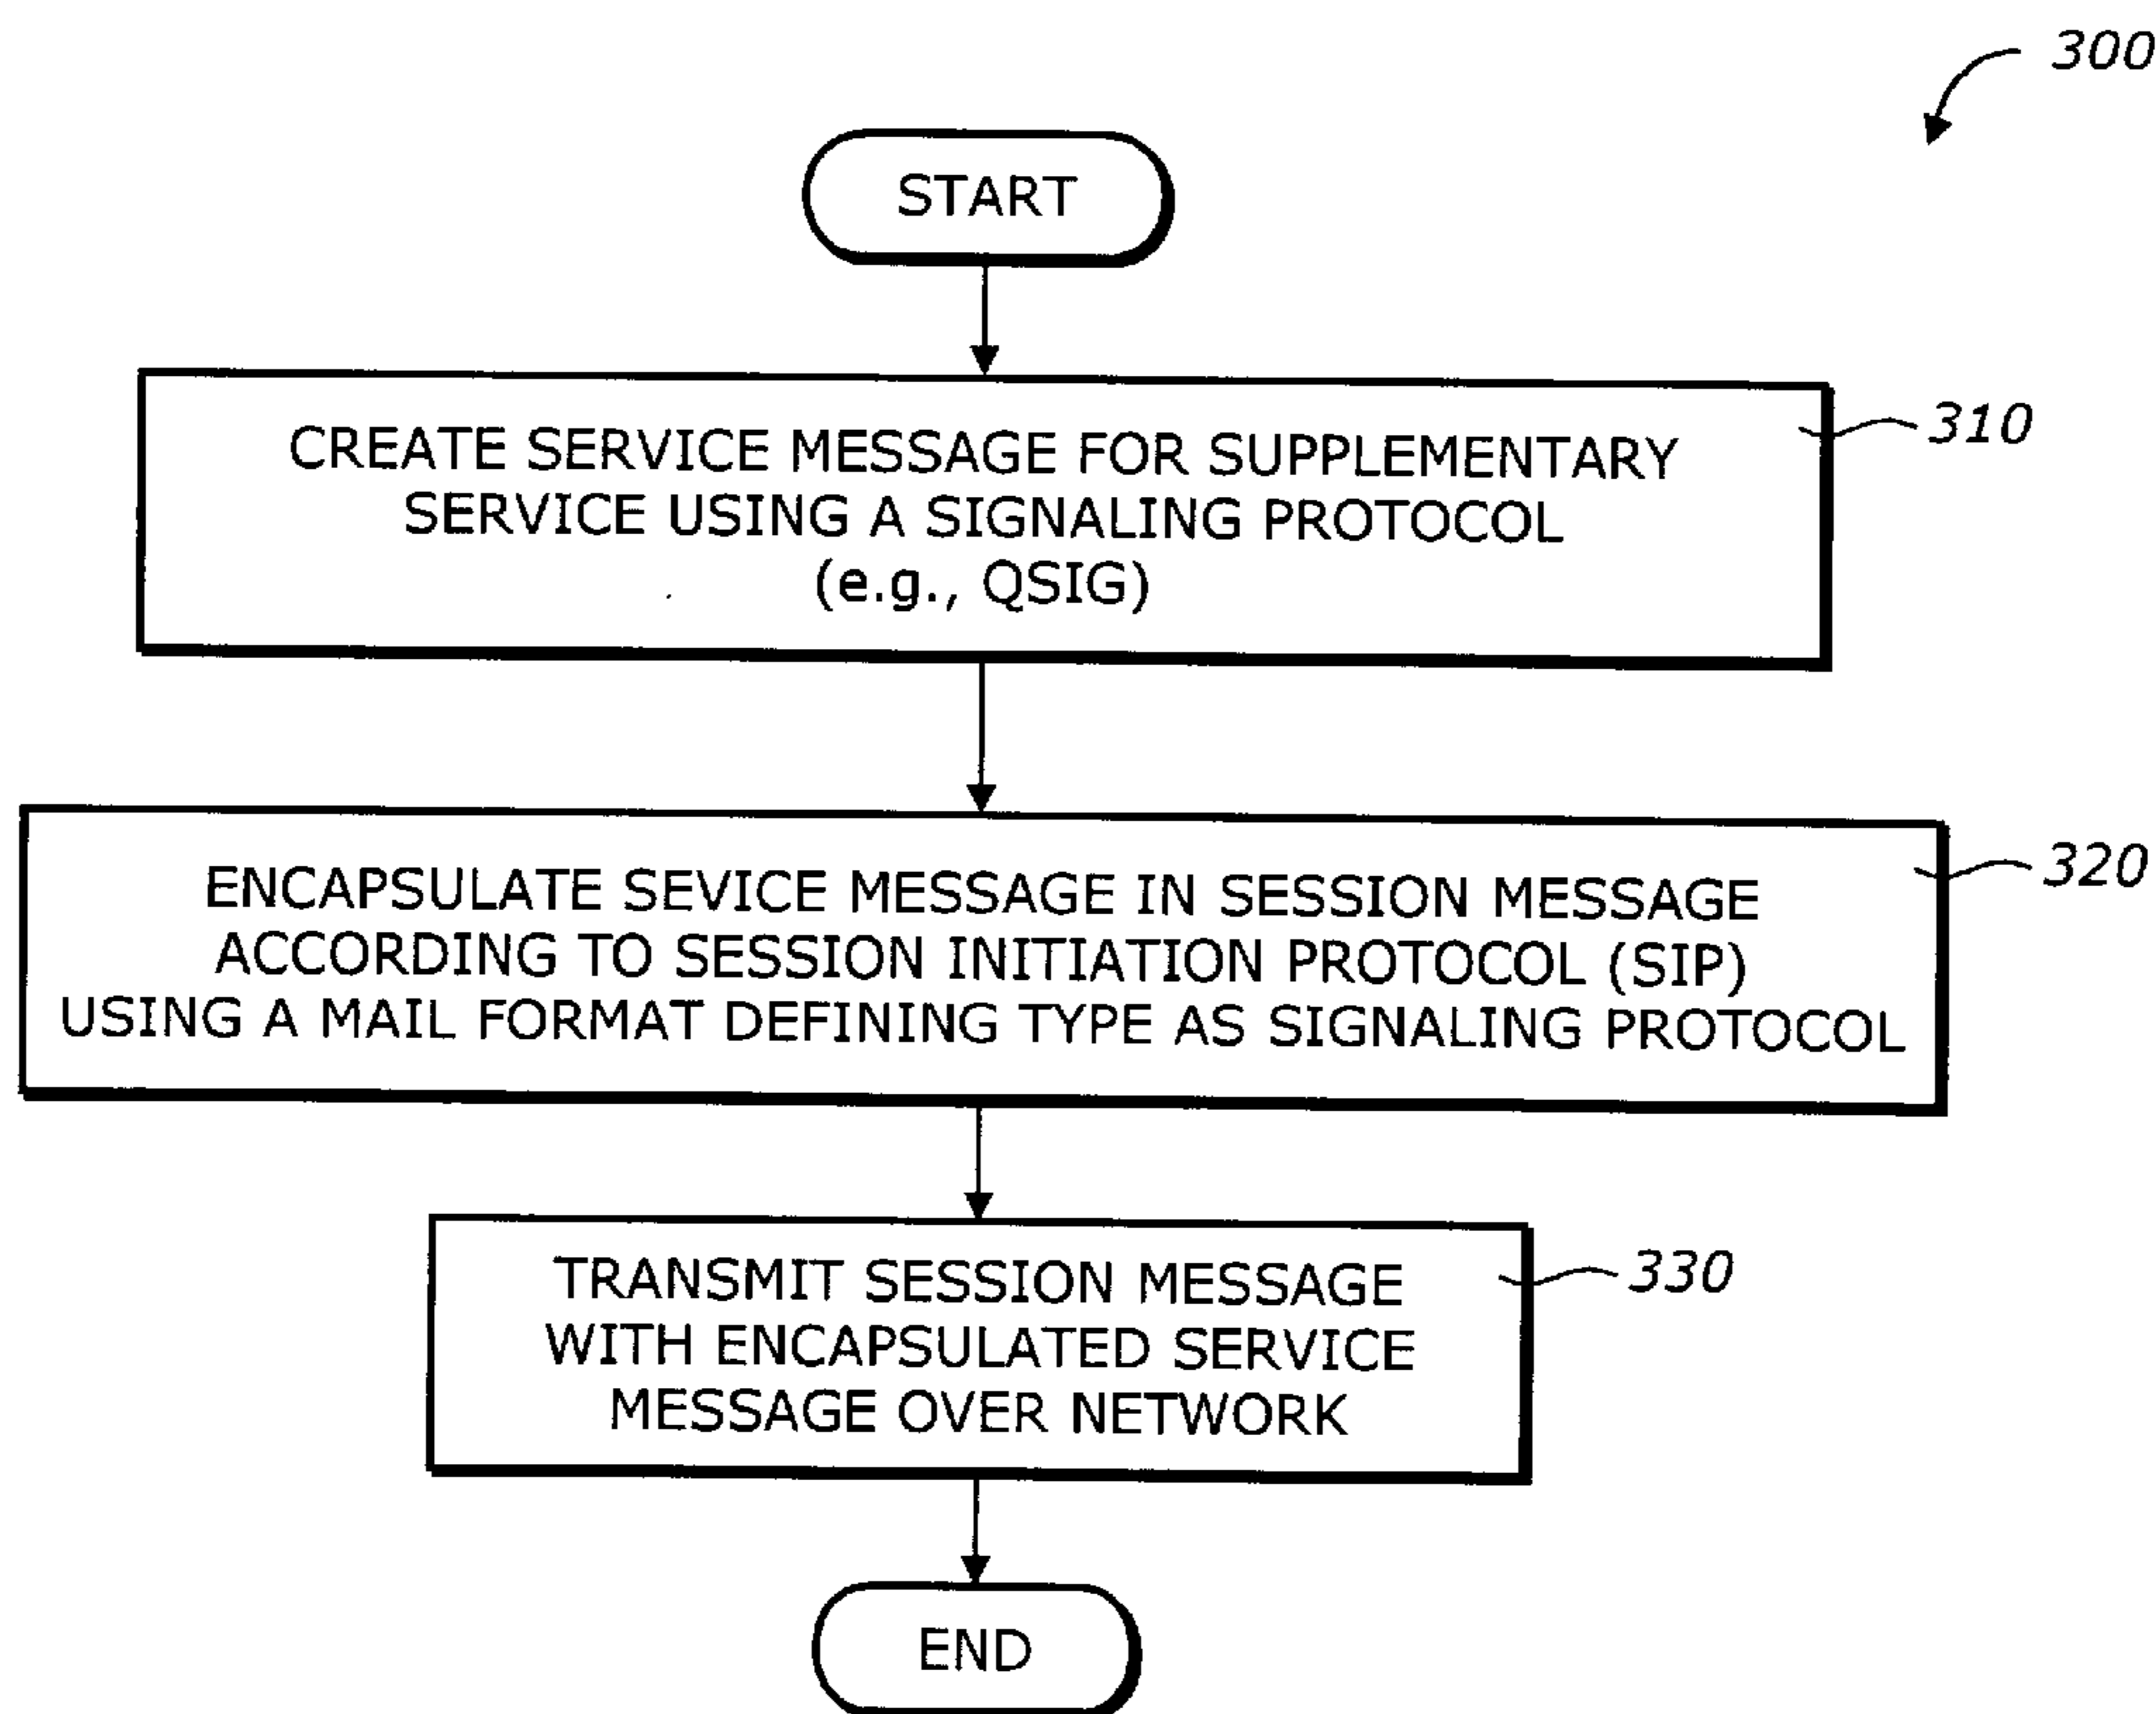 300
START
CREATE SERVICE MESSAGE FOR SUPPLEMENTARY
SERVICE USING A SIGNALING PROTOCOL
(e.g., QSIG)
310
ENCAPSULATE SEVICE MESSAGE IN SESSION MESSAGE
ACCORDING TO SESSION INITIATION PROTOCOL (SIP)
USING A MAIL FORMAT DEFINING TYPE AS SIGNALING PROTOCOL
320
TRANSMIT SESSION MESSAGE
WITH ENCAPSULATED SERVICE
MESSAGE OVER NETWORK
330
END